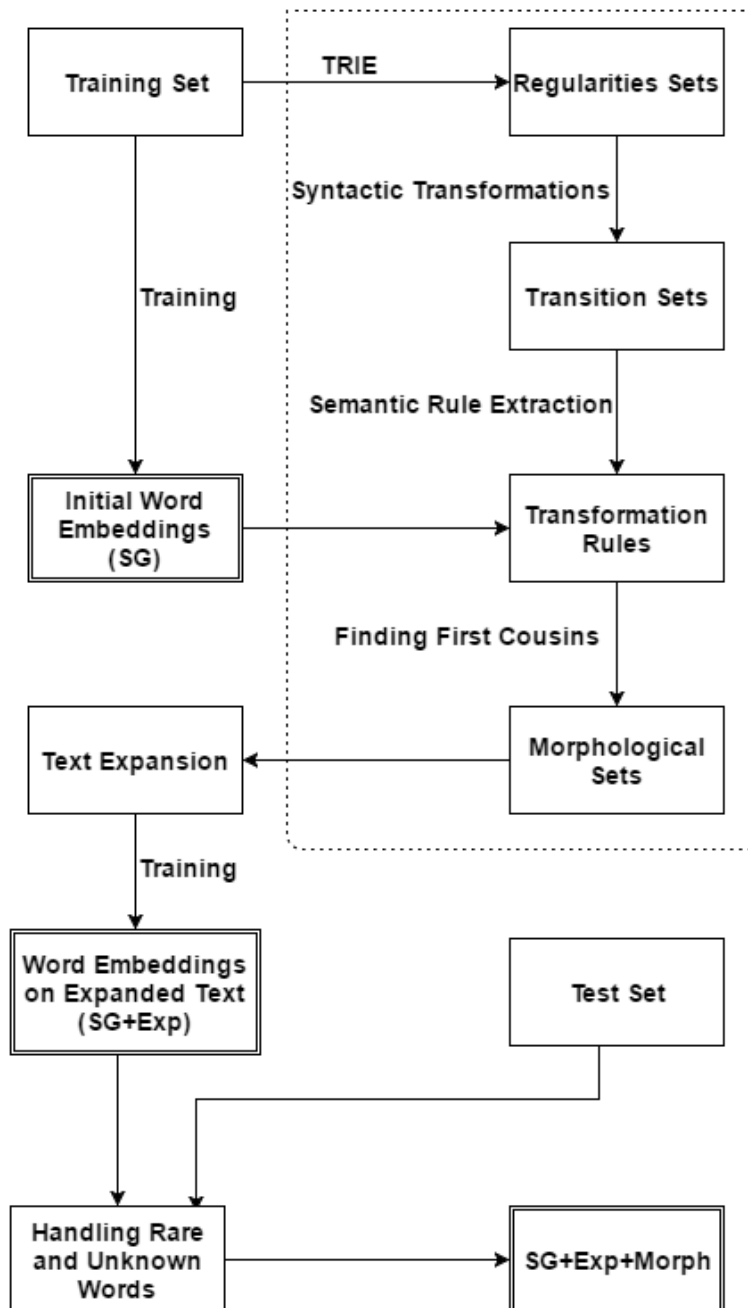 Training Set
TRIE
Regularities Sets
Syntactic Transformations
Training
Transition Sets
Semantic Rule Extraction
Initial Word
Embeddings
(SG)
Transformation
Rules
Finding First Cousins
Text Expansion
Morphological
Sets
Training
Word Embeddings
on Expanded Text
(SG+Exp)
Test Set
Handling Rare
and Unknown
Words
SG+Exp+Morph